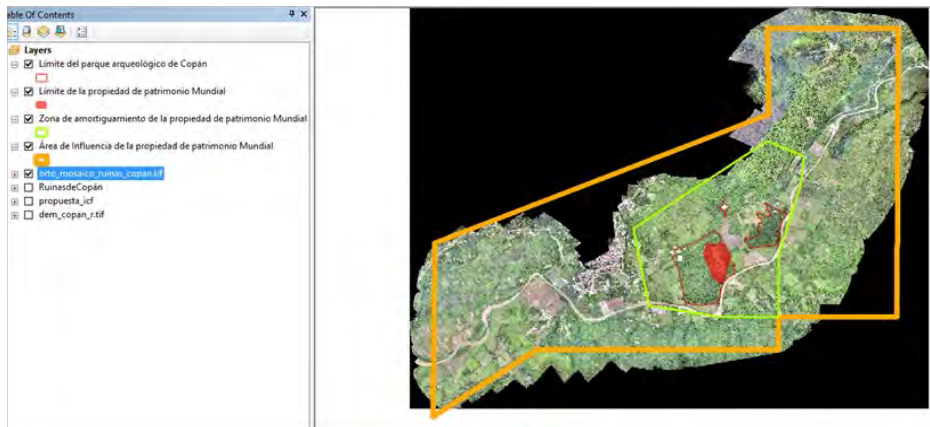 able Of Contents
Layers
Límite del parque arqueológico de Copán
Límite de la propiedad de patrimonio Mundial
Zona de amortiguamiento de la propiedad de patrimonio Mundial
Área de Influencia de la propiedad de patrimonio Mundial
orto_mosaico_ruinas_copan.tif
RuinasdeCopán
propuesta_icf
dem_copan_r.tif